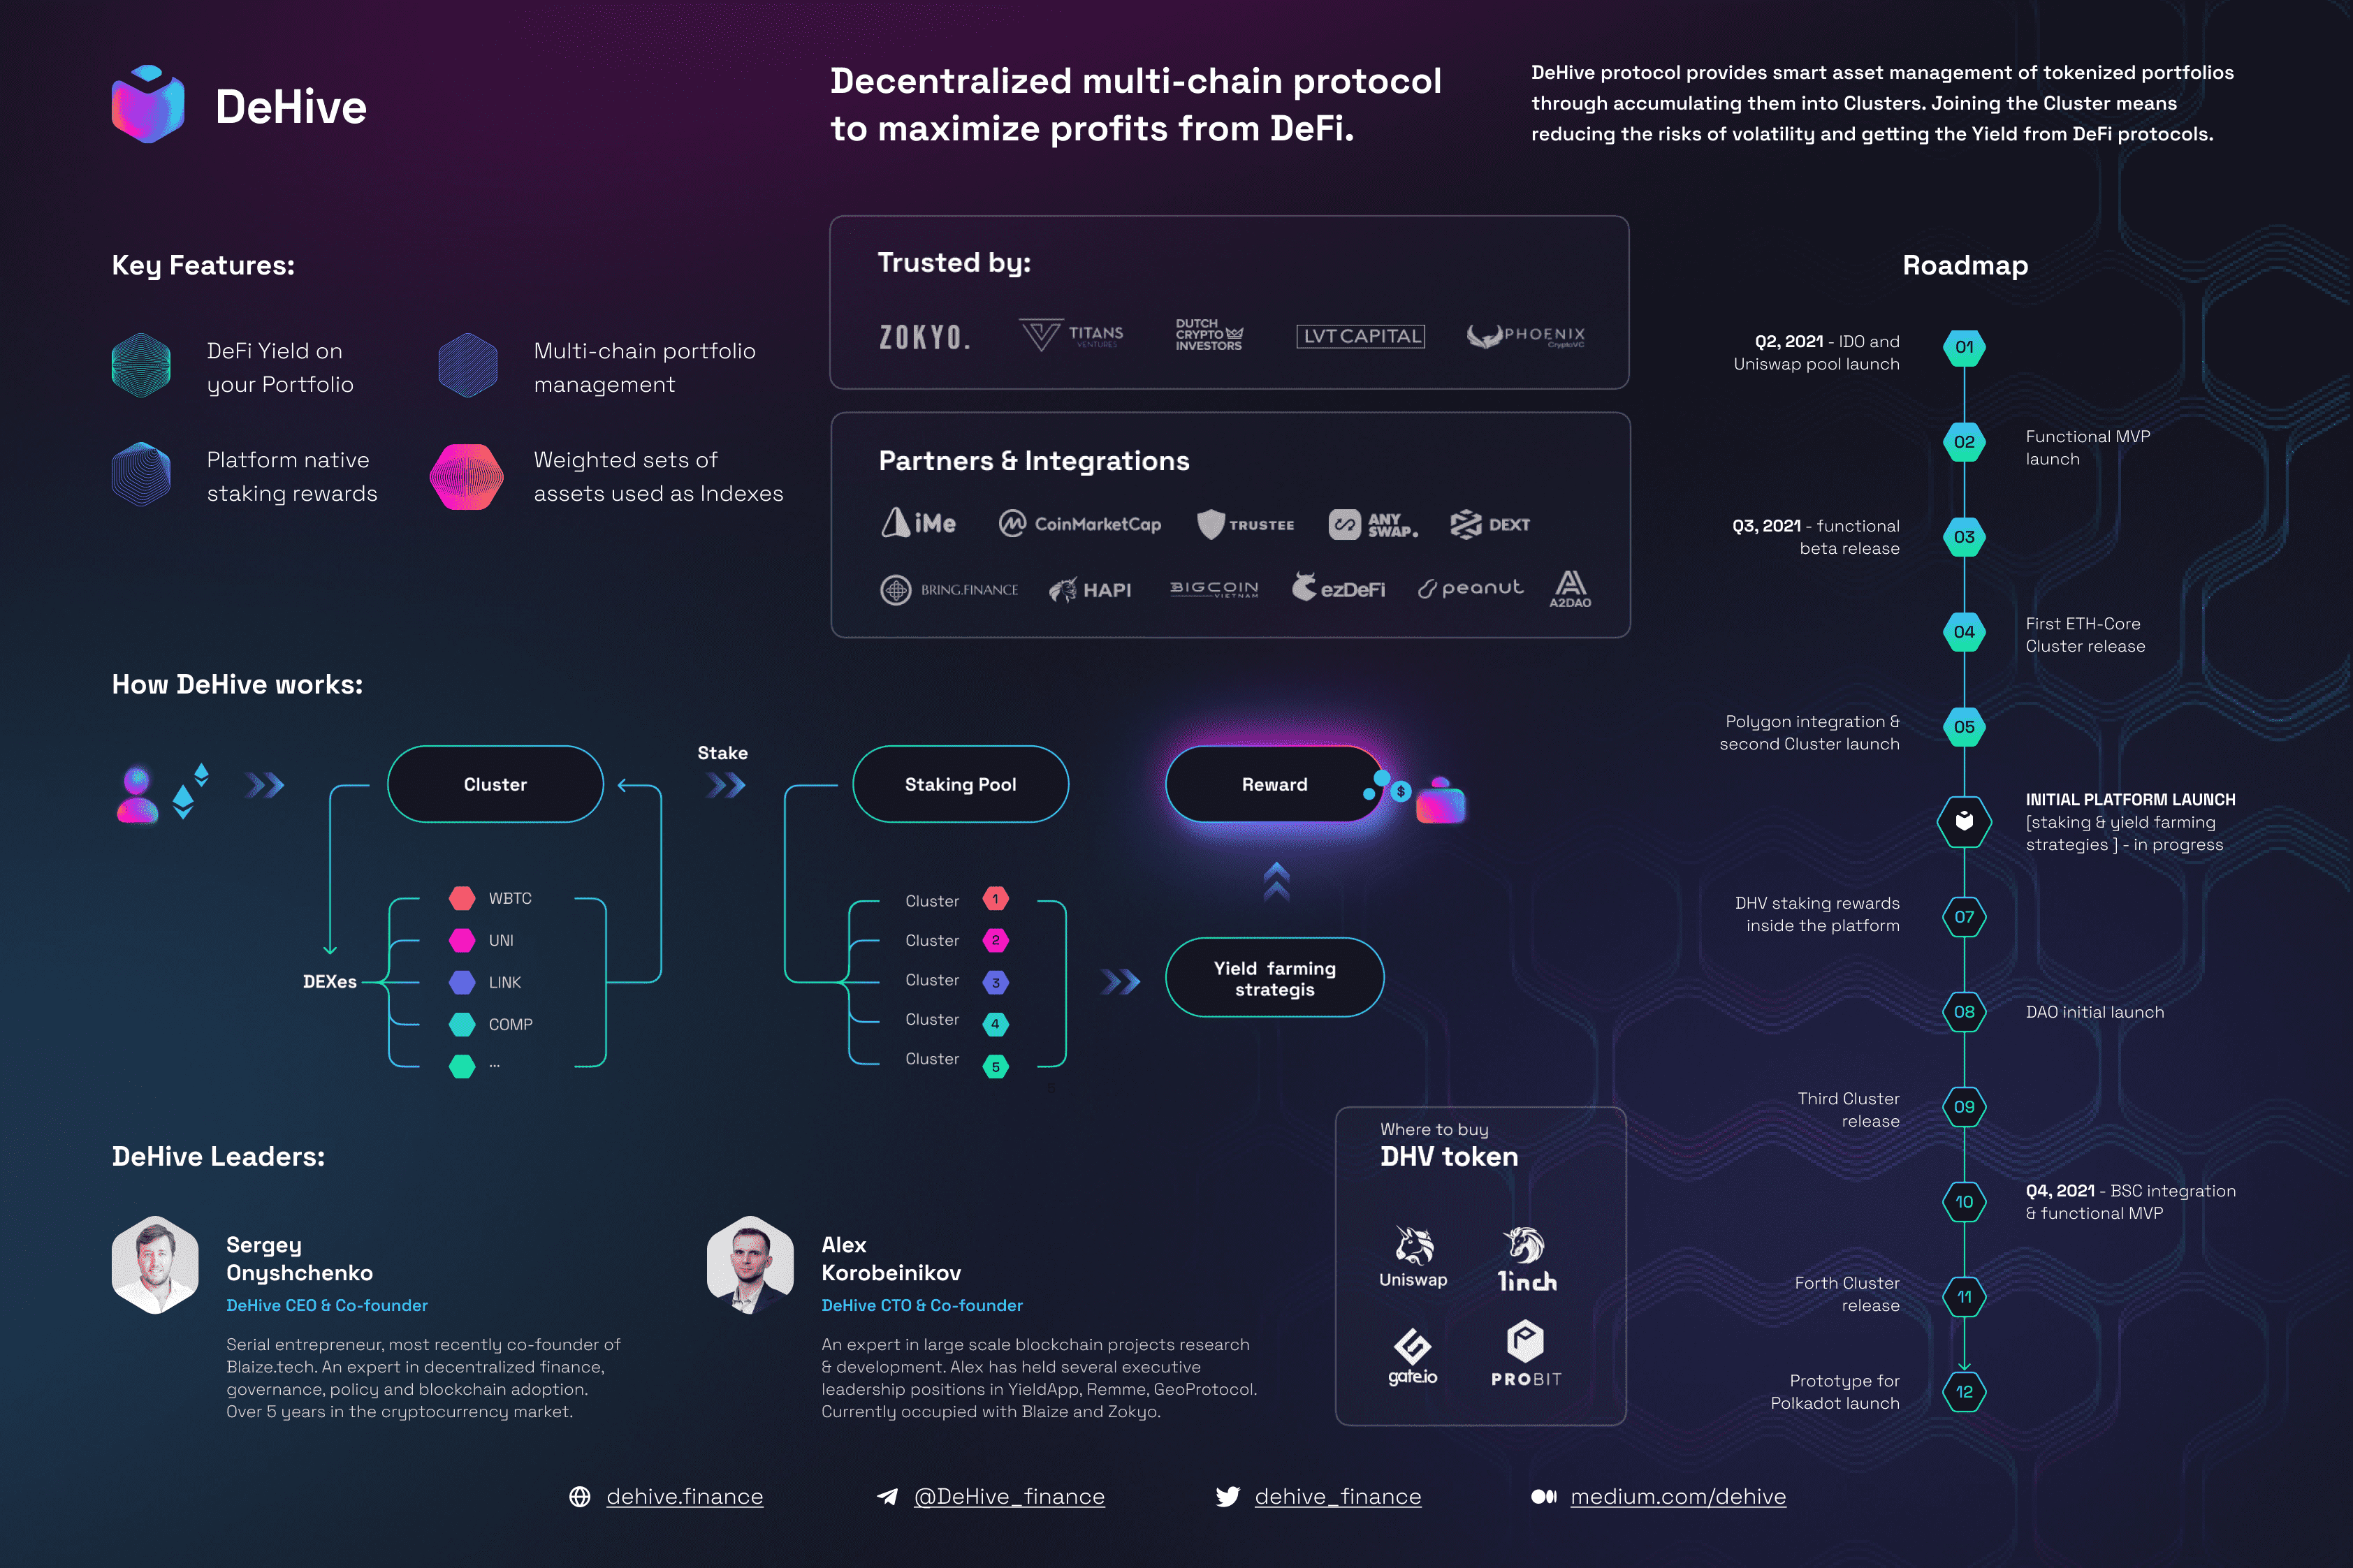 DeHive
Decentralized multi-chain protocol
to maximize profits from DeFi.
DeHive protocol provides smart asset management of tokenized portfolios
through accumulating them into Clusters. Joining the Cluster means
reducing the risks of volatility and getting the Yield from DeFi protocols.
Key Features:
DeFi Yield on
your Portfolio
Multi-chain portfolio
management
Platform native
staking rewards
Weighted sets of
assets used as Indexes
Trusted by:
ZOKYO.
TITANS
VENTURES
DUTCH
CRYPTO
INVESTORS
LVT CAPITAL
PHOENIX
CryptoVC
Partners & Integrations
iMe
CoinMarketCap
TRUSTEE
ANY
SWAP.
DEXT
BRING.FINANCE
HAPI
BIGCOIN
VIETNAM
ezDeFi
peanut
A2DAO
How DeHive works:
Cluster
Stake
Staking Pool
Reward
$
DEXes
WBTC
UNI
LINK
COMP
...
Cluster 1
Cluster 2
Cluster 3
Cluster 4
Cluster 5
Yield farming
strategis
DeHive Leaders:
Sergey
Onyshchenko
DeHive CEO & Co-founder
Serial entrepreneur, most recently co-founder of
Blaize.tech. An expert in decentralized finance,
governance, policy and blockchain adoption.
Over 5 years in the cryptocurrency market.
Alex
Korobeinikov
DeHive CTO & Co-founder
An expert in large scale blockchain projects research
& development. Alex has held several executive
leadership positions in YieldApp, Remme, GeoProtocol.
Currently occupied with Blaize and Zokyo.
Where to buy
DHV token
Uniswap
1inch
gate.io
PROBIT
Roadmap
Q2, 2021 - IDO and
Uniswap pool launch
01
02
Functional MVP
launch
Q3, 2021 - functional
beta release
03
04
First ETH-Core
Cluster release
Polygon integration &
second Cluster launch
05
INITIAL PLATFORM LAUNCH
[staking & yield farming
strategies ] - in progress
DHV staking rewards
inside the platform
07
08
DAO initial launch
Third Cluster
release
09
10
Q4, 2021 - BSC integration
& functional MVP
Forth Cluster
release
11
Prototype for
Polkadot launch
12
dehive.finance
@DeHive_finance
dehive_finance
medium.com/dehive